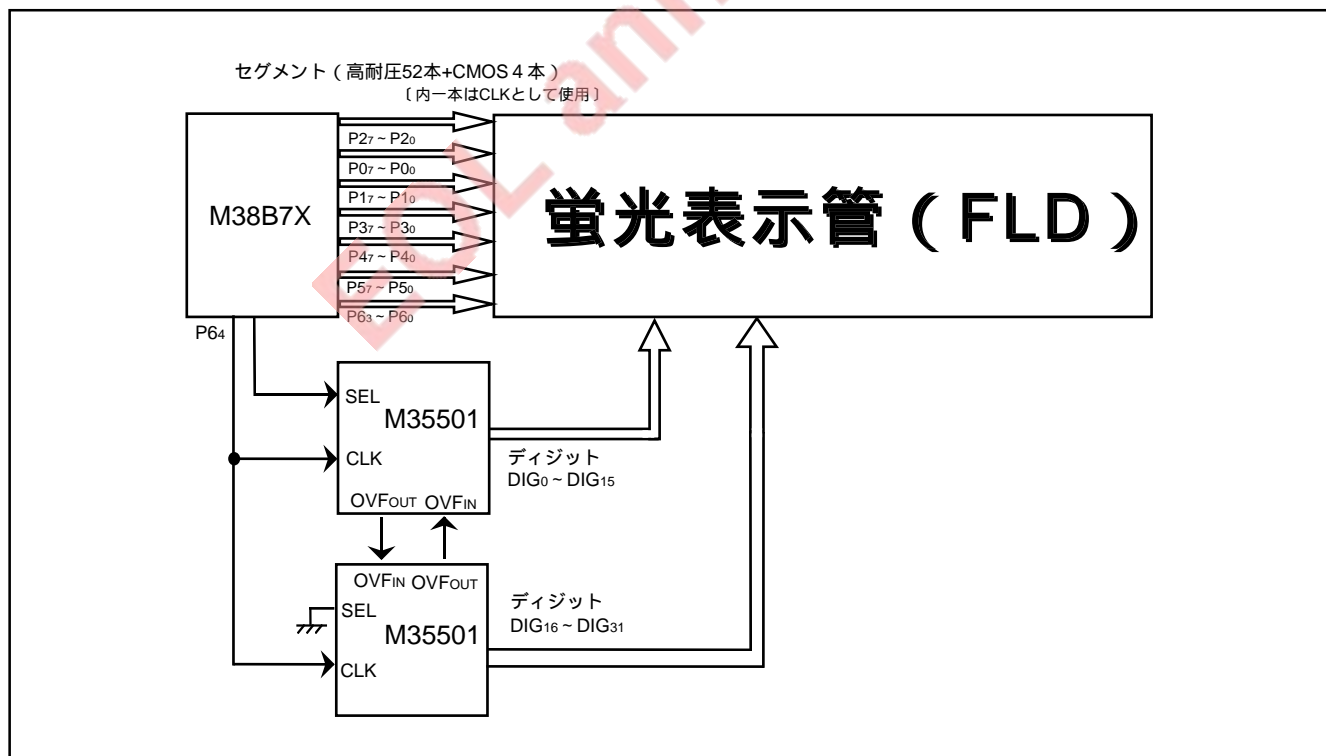 セグメント（高耐圧52本+CMOS４本）
〔内一本はCLKとして使用〕
M38B7X
P27 ~ P20
P07 ~ P00
P17 ~ P10
P37 ~ P30
P47 ~ P40
P57 ~ P50
P63 ~ P60
蛍光表示管（FLD）
P64
SEL
M35501
CLK
OVFOUT OVFIN
ディジット
DIG0 ~ DIG15
OVFIN OVFOUT
SEL
M35501
CLK
ディジット
DIG16 ~ DIG31
EOL ann